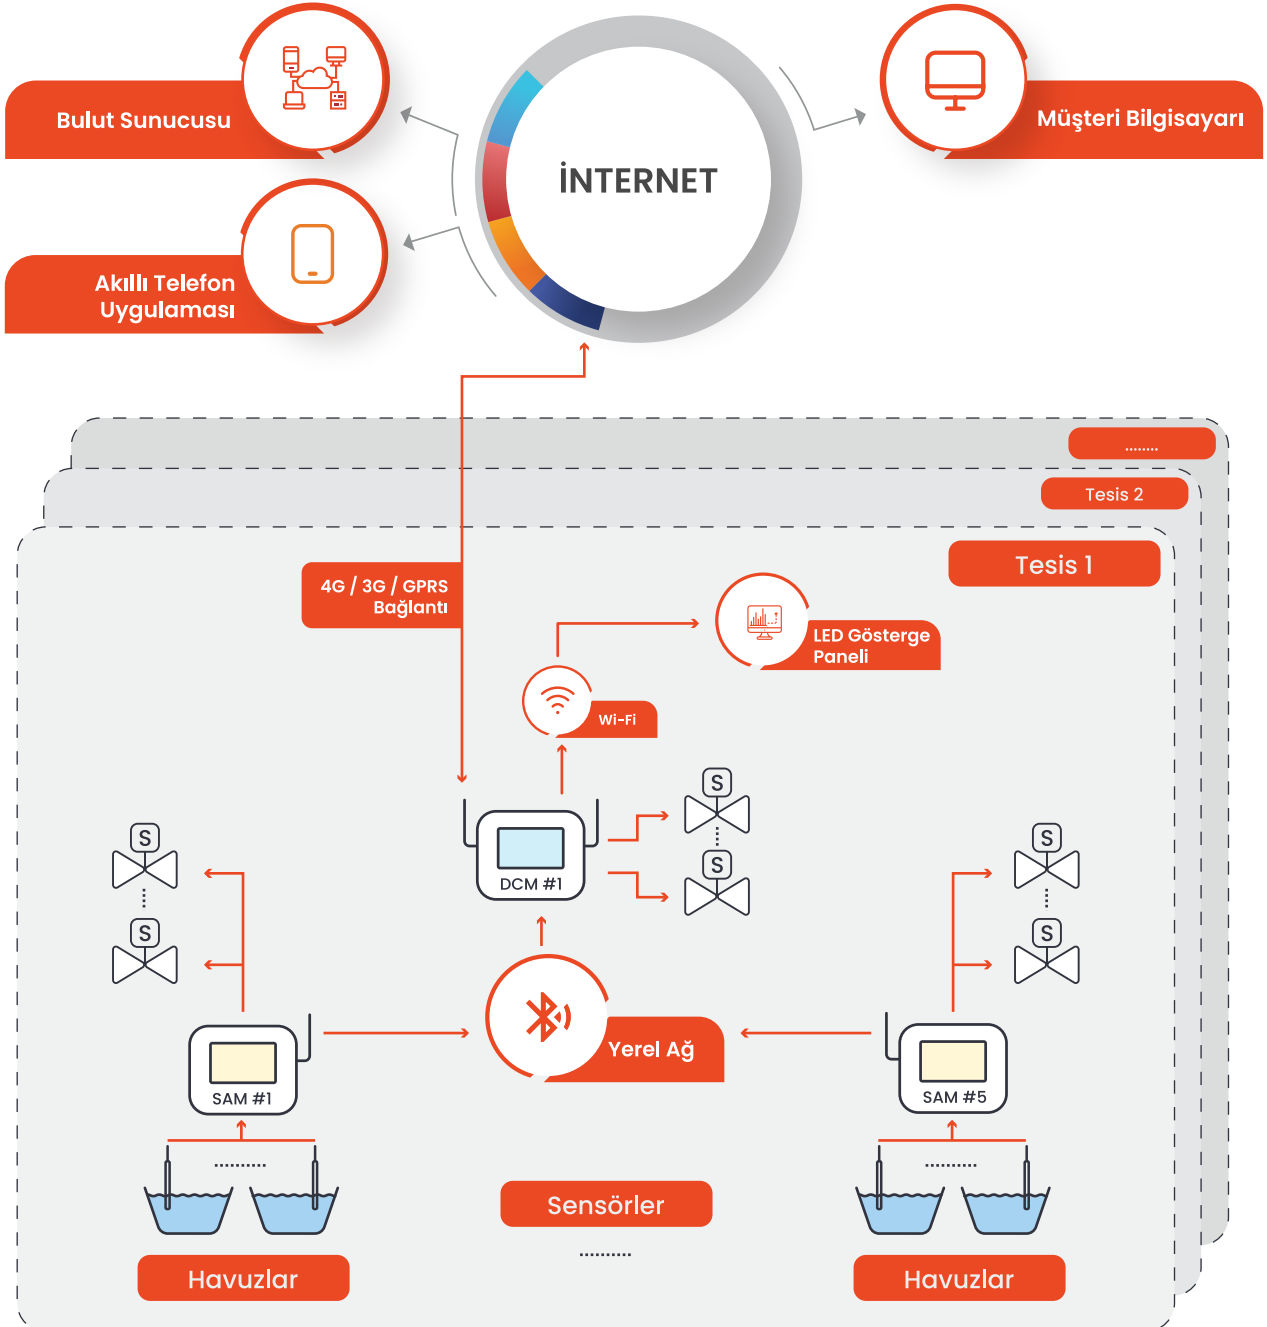 Bulut Sunucusu
Müşteri Bilgisayarı
İNTERNET
Akıllı Telefon
Uygulaması
........
Tesis 2
Tesis 1
4G / 3G / GPRS
Bağlantı
LED Gösterge
Paneli
Wi-Fi
S
S
S
S
S
S
DCM #1
Yerel Ağ
SAM #1
SAM #5
..........
..........
Sensörler
..........
Havuzlar
Havuzlar